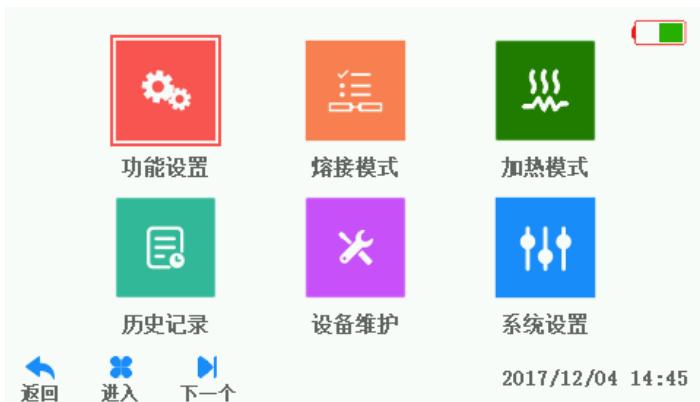 功能设置 熔接模式 加热模式
历史记录 设备维护 系统设置
返回 进入 下一个 2017/12/04 14:45